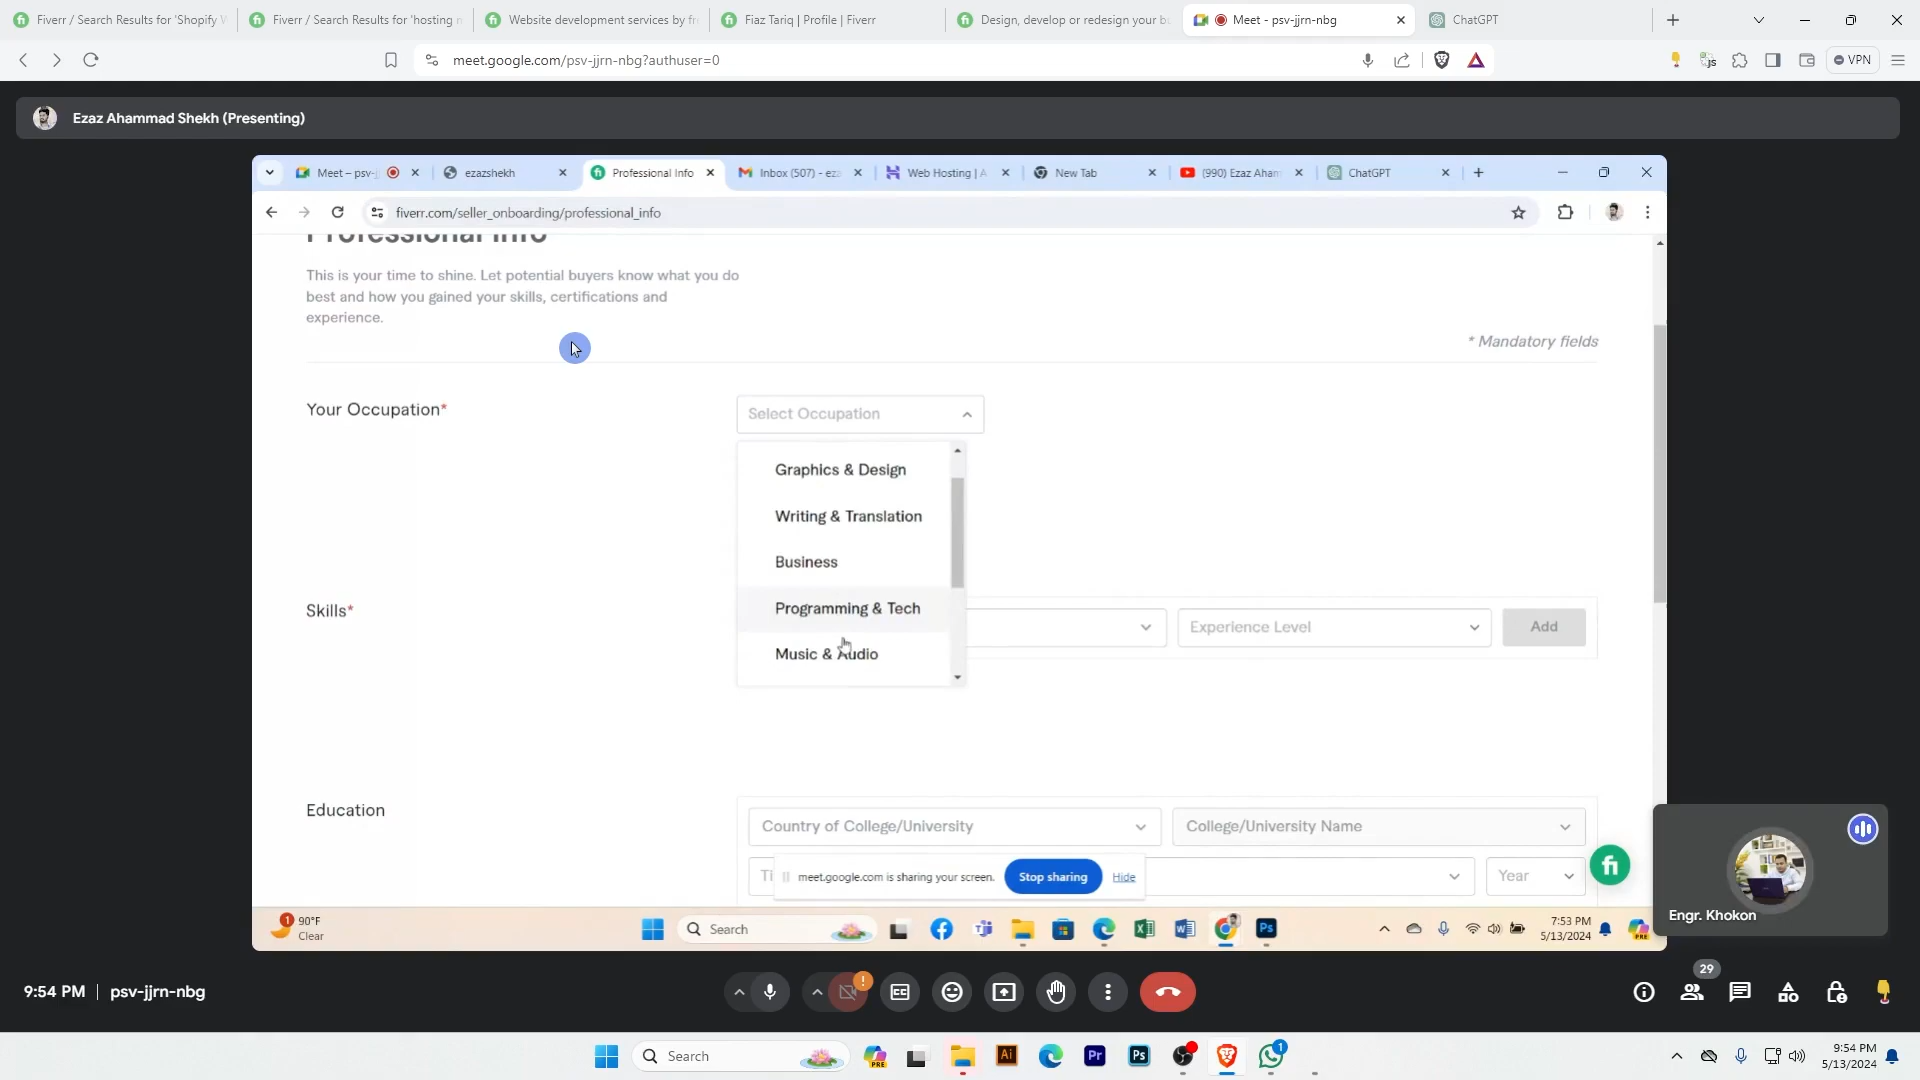 Fiverr / Search Results for 'Shopify W
Fiverr / Search Results for 'hosting n
Website development services by fr
Fiaz Tariq | Profile | Fiverr
Design, develop or redesign your bu
Meet - psv-jjrn-nbg
ChatGPT
meet.google.com/psv-jjrn-nbg?authuser=0
VPN
Ezaz Ahammad Shekh (Presenting)
Meet – psv-j
ezazshekh
Professional Info
Inbox (507) - eza
Web Hosting | A
New Tab
(990) Ezaz Aham
ChatGPT
fiverr.com/seller_onboarding/professional_info
Professional Info
This is your time to shine. Let potential buyers know what you do
best and how you gained your skills, certifications and
experience.
* Mandatory fields
Your Occupation*
Select Occupation
Graphics & Design
Writing & Translation
Business
Programming & Tech
Music & Audio
Skills*
Experience Level
Add
Education
Country of College/University
College/University Name
Ti
Year
meet.google.com is sharing your screen.
Stop sharing
Hide
fi
Engr. Khokon
1
90°F
Clear
Search
7:53 PM
5/13/2024
9:54 PM | psv-jjrn-nbg
29
Search
9:54 PM
5/13/2024